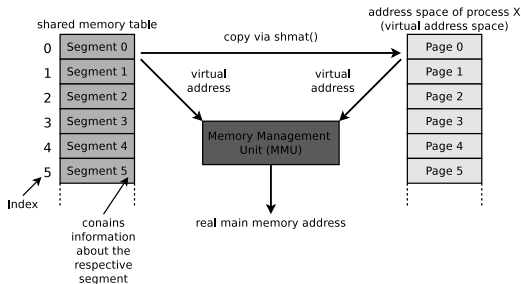 shared memory table
address space of process X
(virtual address space)
0
Segment 0
copy via shmat()
Page 0
1
Segment 1
virtual
address
virtual
address
Page 1
2
Segment 2
Page 2
3
Segment 3
Memory Management
Unit (MMU)
Page 3
4
Segment 4
Page 4
5
Segment 5
Page 5
Index
conains
information
about the
respective
segment
real main memory address